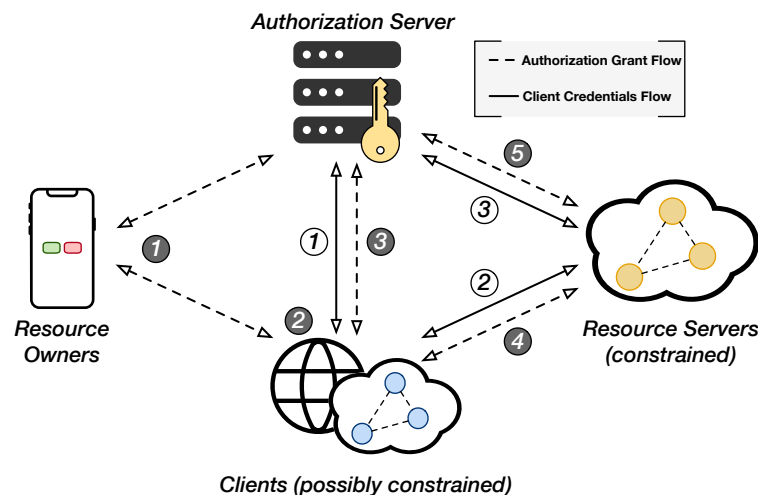 Authorization Server
Authorization Grant Flow
Client Credentials Flow
5
3
1
1
3
2
2
4
Resource
Owners
Resource Servers
(constrained)
Clients (possibly constrained)